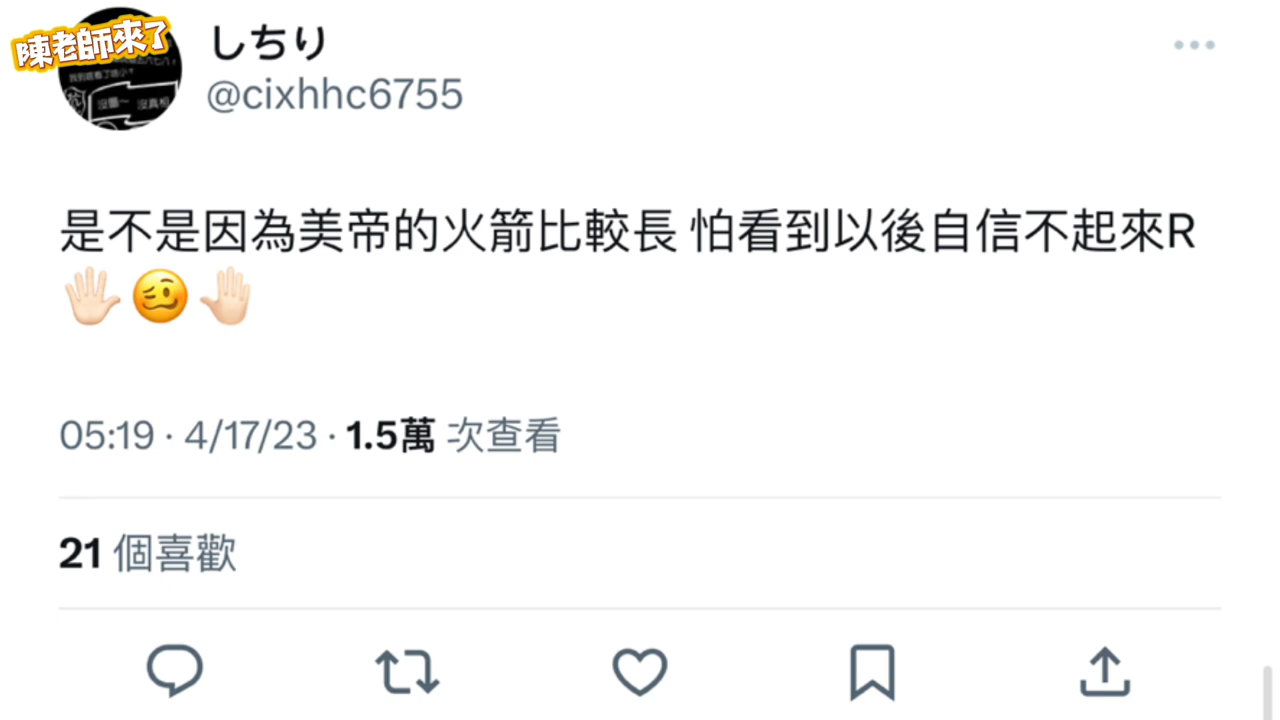 陳老師來了
しちり
@cixhhc6755
是不是因為美帝的火箭比較長 怕看到以後自信不起來R
🖐🏻🥴🤚🏻
05:19 · 4/17/23 · 1.5萬 次查看
21 個喜歡